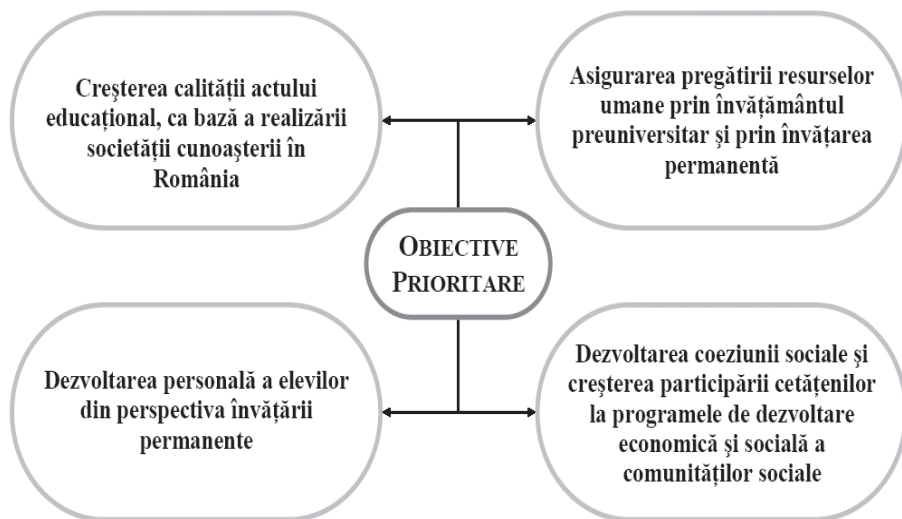 Creşterea calităţii actului
educaţional, ca bază a realizării
societăţii cunoaşterii în
România
Asigurarea pregătirii resurselor
umane prin învăţământul
preuniversitar şi prin învăţarea
permanentă
OBIECTIVE
PRIORITARE
Dezvoltarea personală a elevilor
din perspectiva învăţării
permanente
Dezvoltarea coeziunii sociale şi
creşterea participării cetăţenilor
la programele de dezvoltare
economică şi socială a
comunităţilor sociale